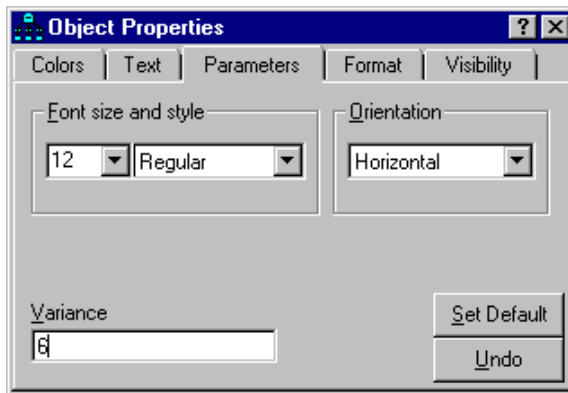 Object Properties
Colors Text Parameters Format Visibility
Font size and style Orientation
12 Regular Horizontal
Variance
6
Set Default
Undo